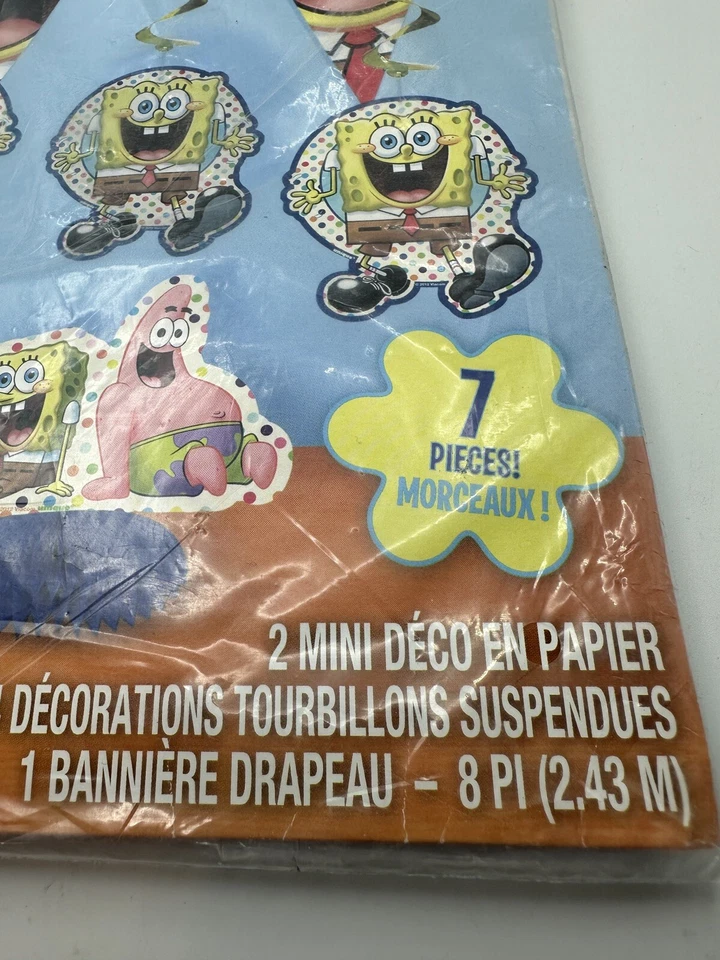 7
PIECES!
MORCEAUX!
2 MINI DÉCO EN PAPIER
DÉCORATIONS TOURBILLONS SUSPENDUES
1 BANNIÈRE DRAPEAU – 8 PI (2.43 M)